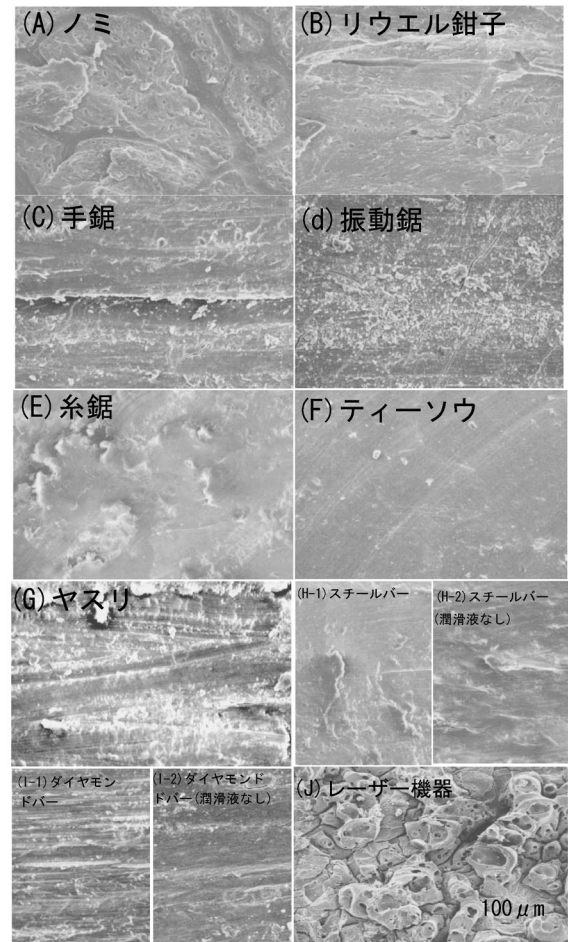 (A)ノミ
(B)リウエル鉗子
(C)手鋸
(d)振動鋸
(E)糸鋸
(F)ティーソウ
(G)ヤスリ
(H-1)スチールバー
(H-2)スチールバー
(潤滑液なし)
(I-1)ダイヤモン
ドバー
(I-2)ダイヤモンド
ドバー(潤滑液なし)
(J)レーザー機器
100μm